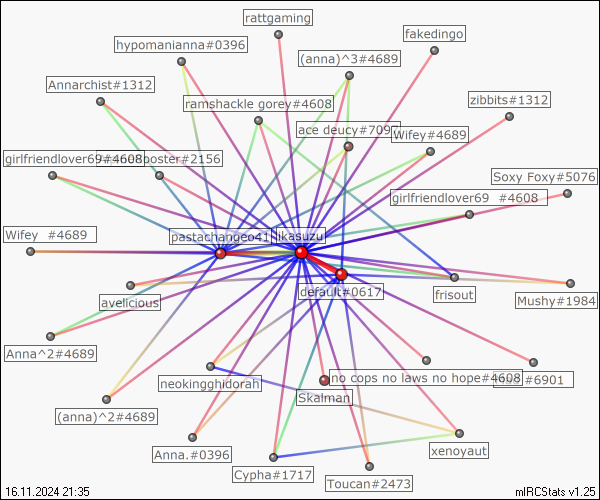 rattgaming
fakedingo
hypomanianna#0396
(anna)^3#4689
Annarchist#1312
ramshackle gorey#4608
zibbits#1312
ace deucy#709
Wifey#4689
girlfriendlover69#4608
poster#2156
Soxy Foxy#5076
girlfriendlover69 #4608
Wifey #4689
pastachangeo41
ikasuzu
default#0617
frisout
avelicious
Mushy#1984
Anna^2#4689
neokingghidorah
no cops no laws no hope#4608
#6901
Skalman
(anna)^2#4689
Anna.#0396
xenoyaut
Cypha#1717
Toucan#2473
16.11.2024 21:35
mIRCStats v1.25